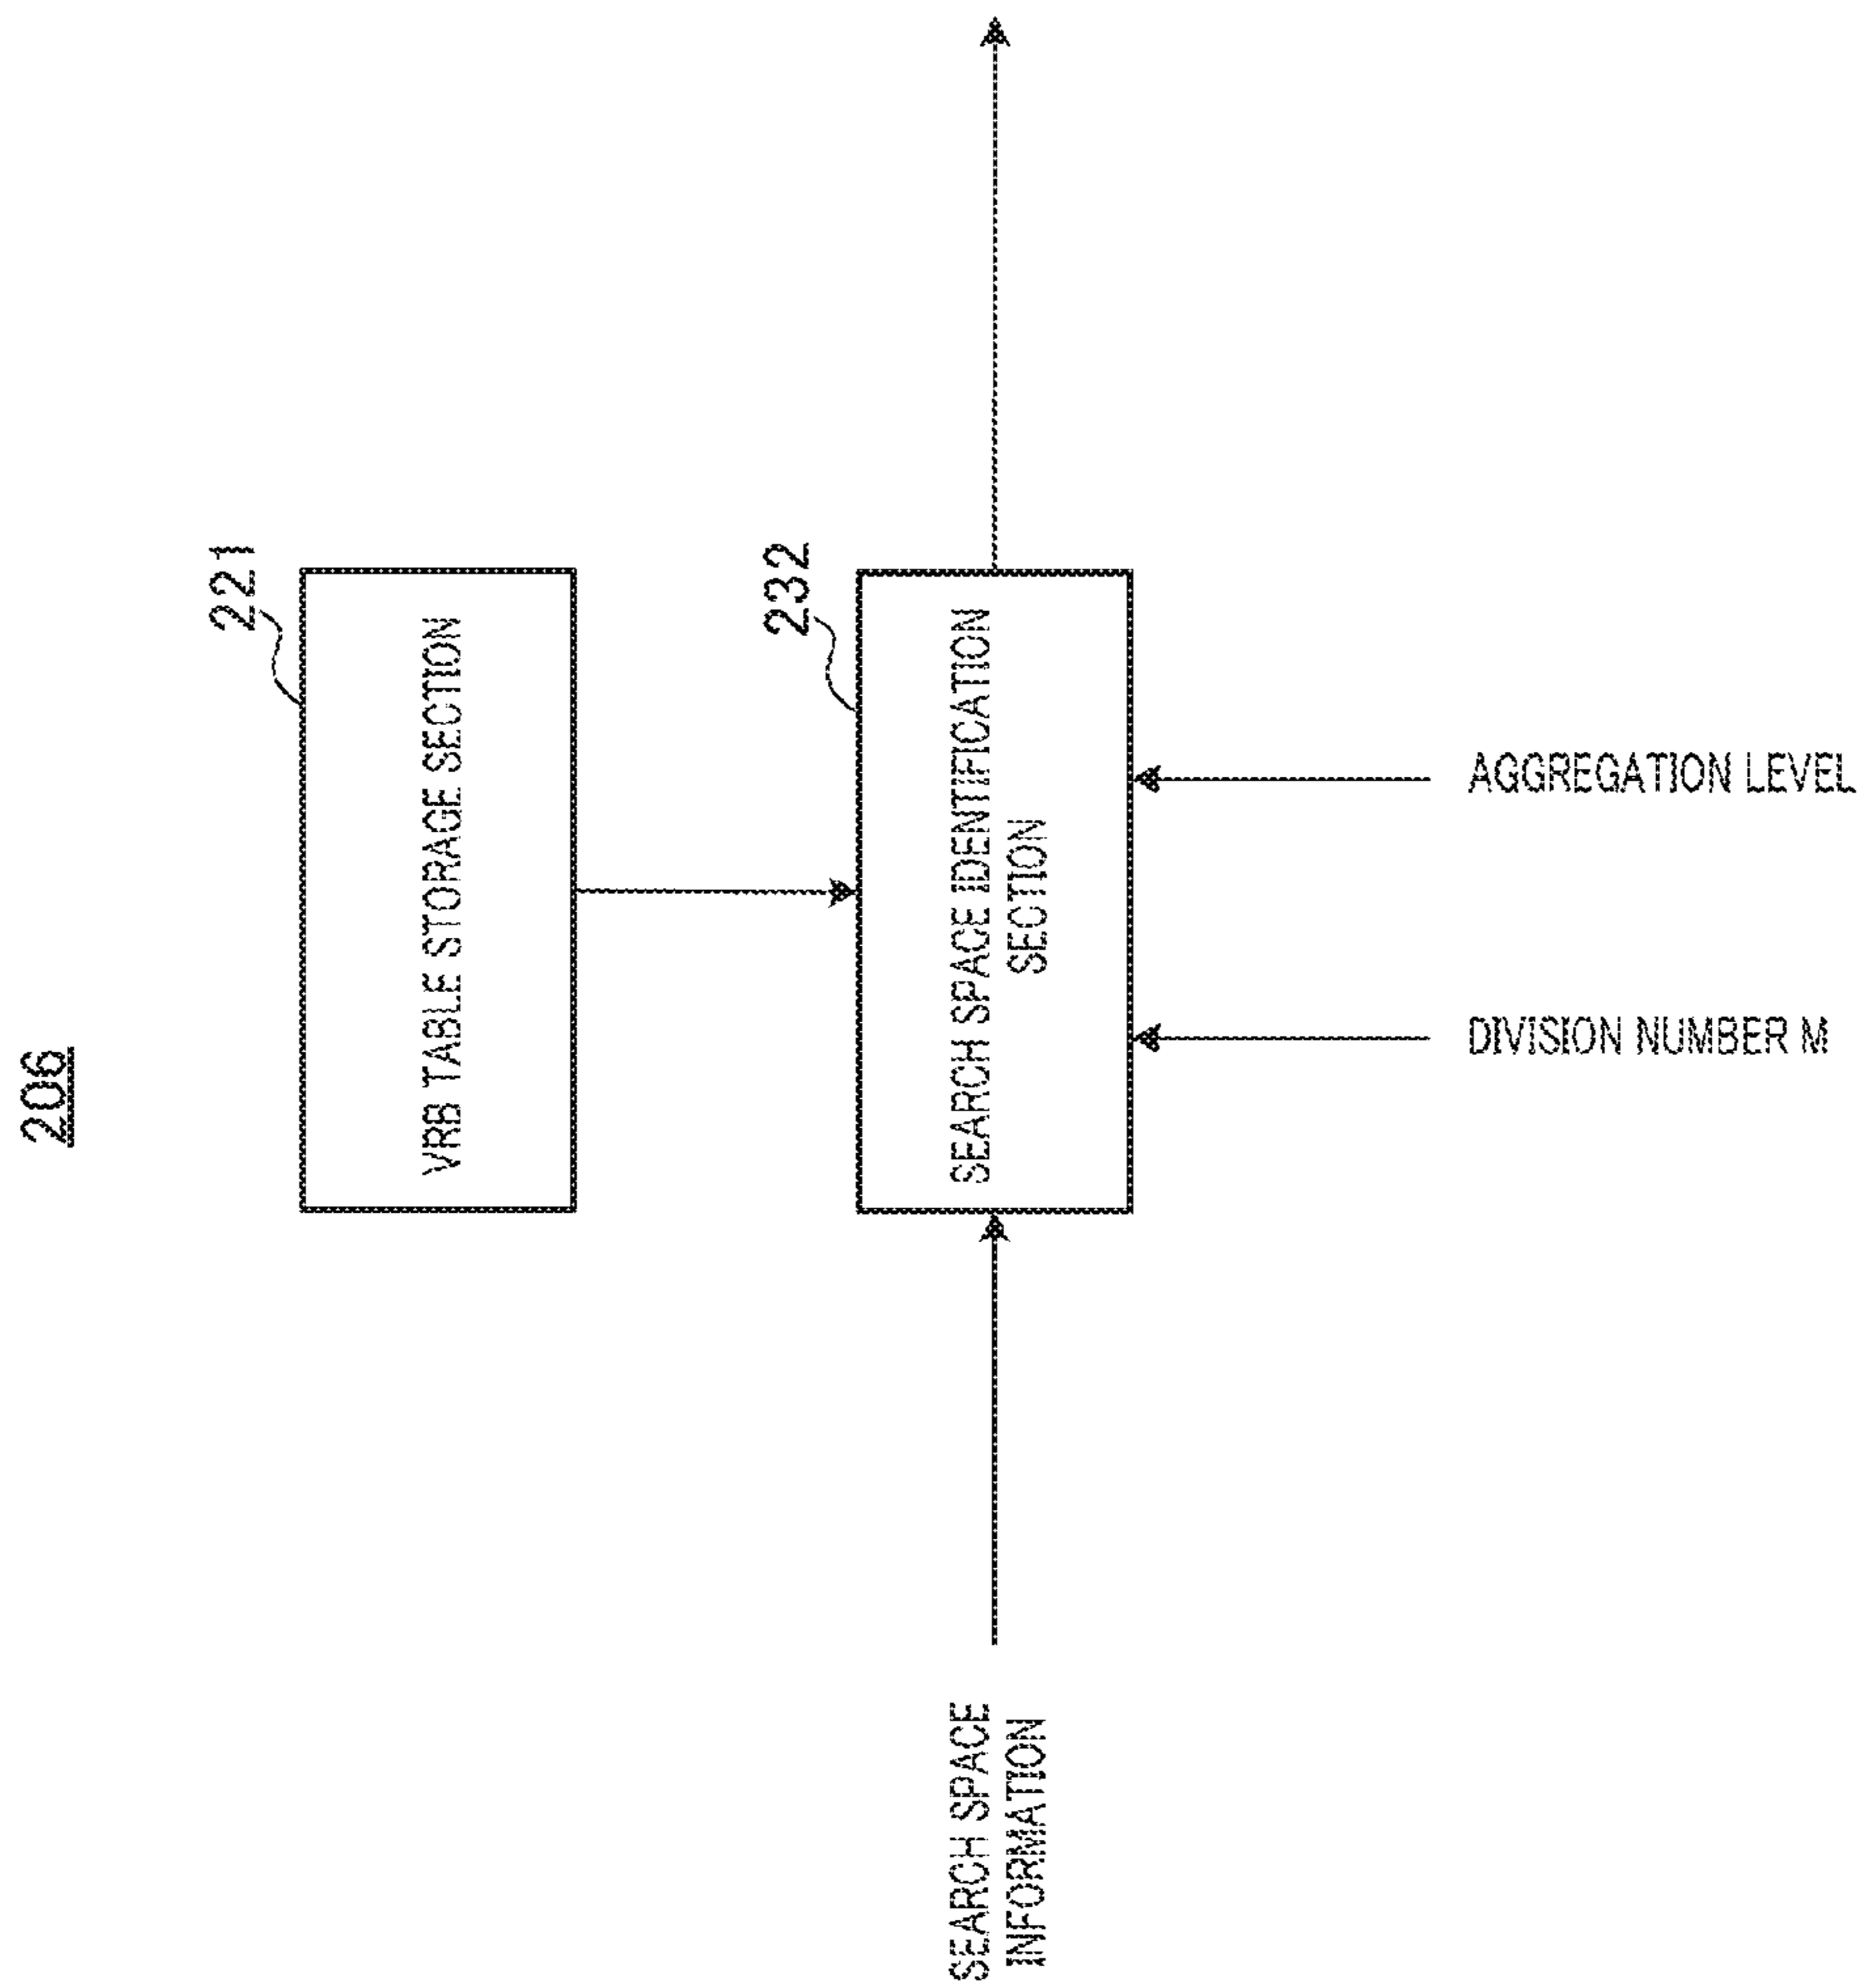 206
221
VRB TABLE STORAGE SECTION
232
SEARCH SPACE IDENTIFICATION
SECTION
SEARCH SPACE
INFORMATION
DIVISION NUMBER M
AGGREGATION LEVEL